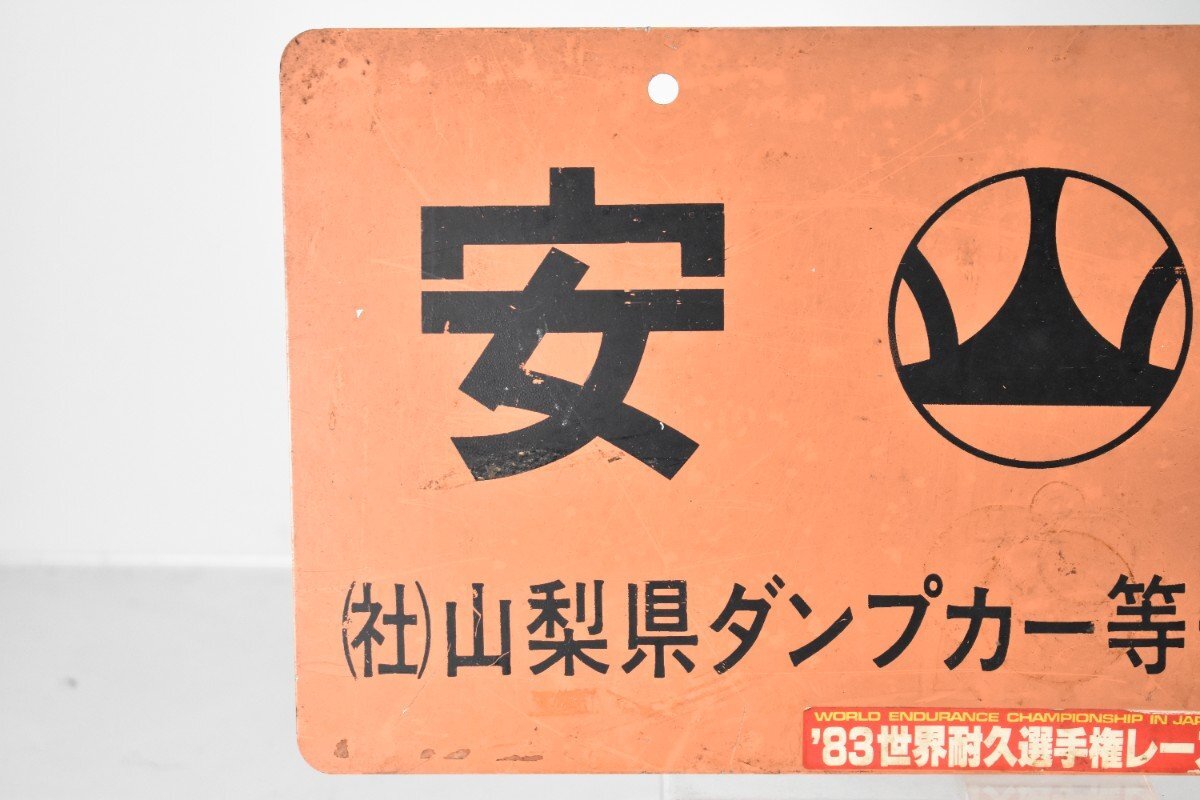 安
(社)山梨県ダンプカー等
WORLD ENDURANCE CHAMPIONSHIP IN JAP
'83世界耐久選手権レース